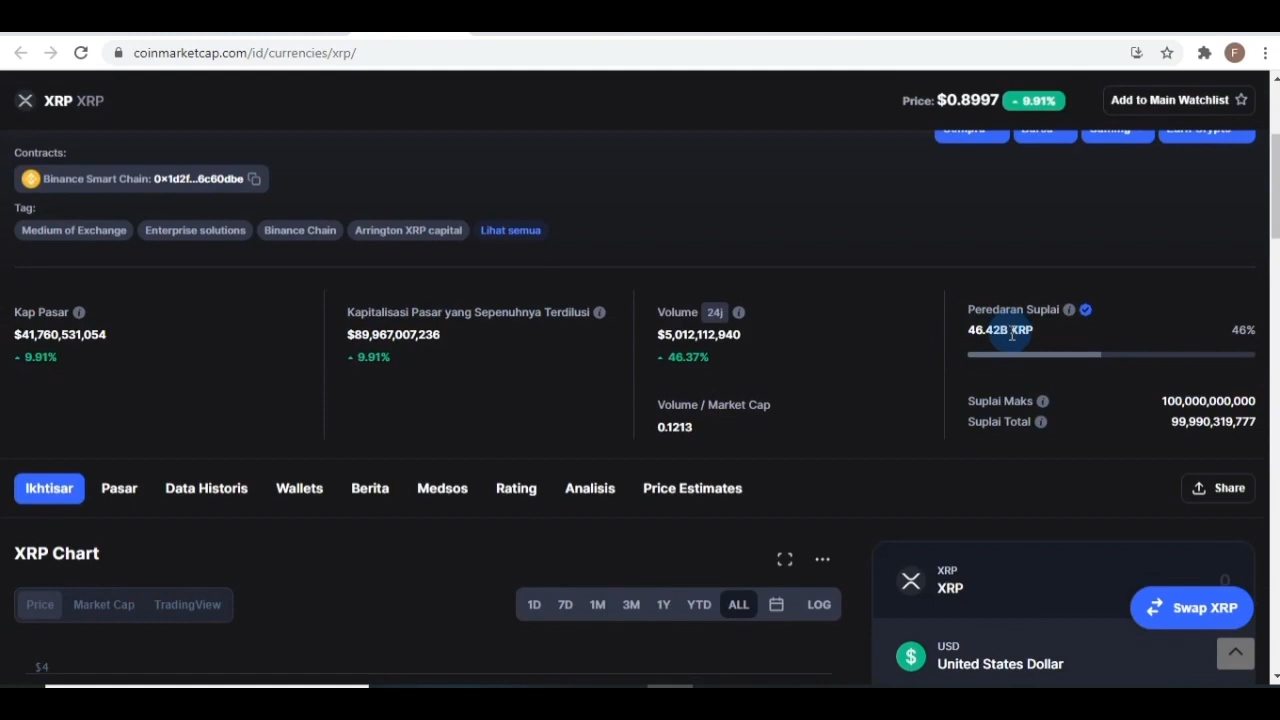 coinmarketcap.com/id/currencies/xrp/
F
XRP XRP
Price: $0.8997 9.91%
Add to Main Watchlist
Contracts:
Binance Smart Chain: 0x1d2f...6c60dbe
Tag:
Medium of Exchange
Enterprise solutions
Binance Chain
Arrington XRP capital
Lihat semua
Kap Pasar
$41,760,531,054
9.91%
Kapitalisasi Pasar yang Sepenuhnya Terdilusi
$89,967,007,236
9.91%
Volume 24j
$5,012,112,940
46.37%
Volume / Market Cap
0.1213
Peredaran Suplai
46.42B XRP 46%
Suplai Maks 100,000,000,000
Suplai Total 99,990,319,777
Ikhtisar Pasar Data Historis Wallets Berita Medsos Rating Analisis Price Estimates
Share
XRP Chart
Price Market Cap TradingView
1D 7D 1M 3M 1Y YTD ALL LOG
$4
XRP
XRP
0
Swap XRP
USD
United States Dollar